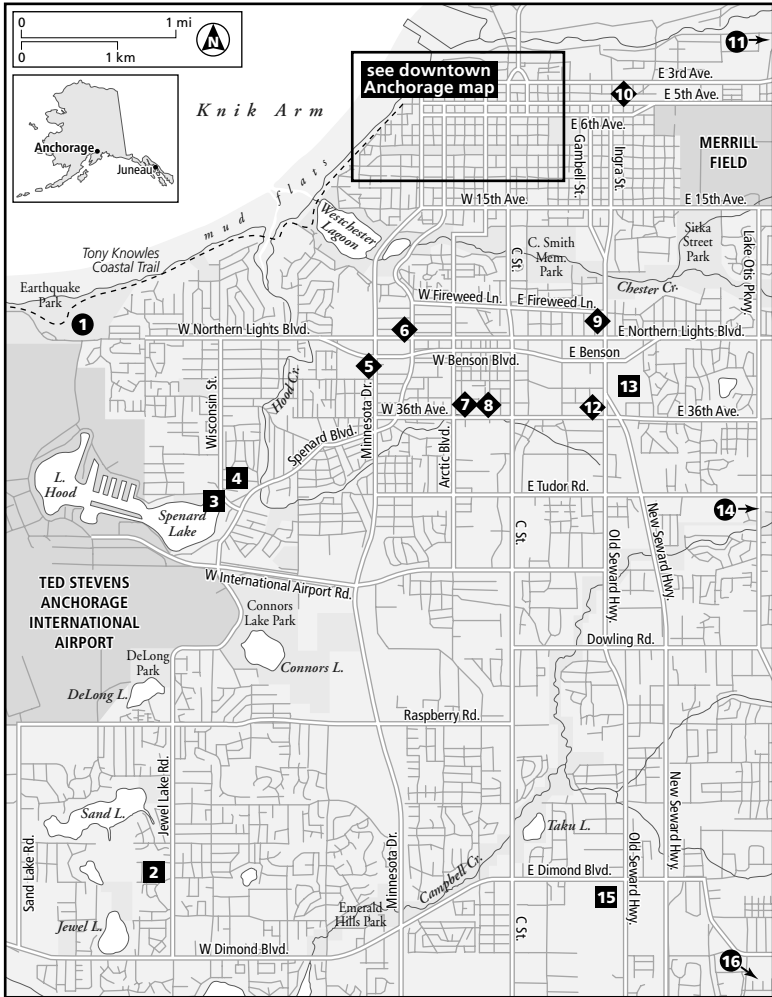 0 1 mi
0 1 km
N
Anchorage
Juneau
Knik Arm
see downtown
Anchorage map
11
E 3rd Ave.
10
E 5th Ave.
E 6th Ave.
MERRILL
FIELD
Gambell St.
Ingra St.
mud flats
W 15th Ave.
E 15th Ave.
Westchester
Lagoon
Tony Knowles
Coastal Trail
C St.
C. Smith
Mem.
Park
Sitka
Street
Park
Lake Otis Pkwy.
Chester Cr.
Earthquake
Park
1
W Fireweed Ln.
E Fireweed Ln.
W Northern Lights Blvd.
6
9
E Northern Lights Blvd.
5
W Benson Blvd.
E Benson
13
Wisconsin St.
Hood Cr.
Minnesota Dr.
W 36th Ave.
7
8
12
E 36th Ave.
Spenard Blvd.
Arctic Blvd.
L.
Hood
4
3
Spenard
Lake
E Tudor Rd.
14
C St.
Old Seward Hwy.
New Seward Hwy.
W International Airport Rd.
TED STEVENS
ANCHORAGE
INTERNATIONAL
AIRPORT
Connors
Lake Park
Connors L.
Dowling Rd.
DeLong
Park
DeLong L.
Raspberry Rd.
Sand L.
Jewel Lake Rd.
Sand Lake Rd.
2
Taku L.
Minnesota Dr.
Campbell Cr.
Old Seward Hwy.
New Seward Hwy.
E Dimond Blvd.
15
Jewel L.
Emerald
Hills Park
C St.
W Dimond Blvd.
16